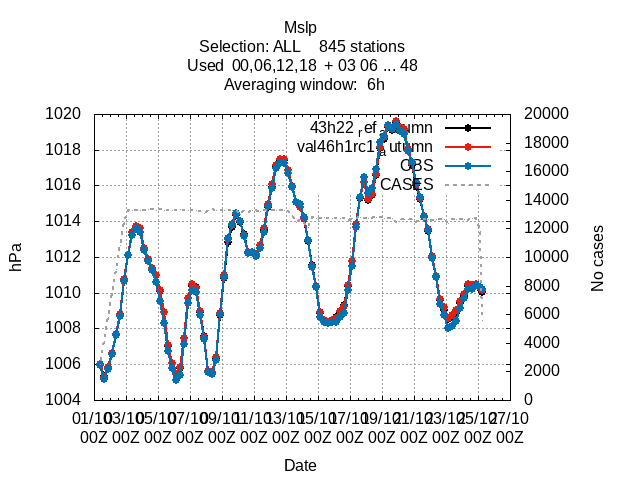 Mslp
Selection: ALL 845 stations
Used 00,06,12,18 + 03 06 ... 48
Averaging window: 6h
1020
1018
1016
1014
1012
1010
1008
1006
1004
hPa
43h22_ref_autumn
val46h1rc1_autumn
OBS
CASES
20000
18000
16000
14000
12000
10000
8000
6000
4000
2000
0
No cases
01/10 03/10 05/10 07/10 09/10 11/10 13/10 15/10 17/10 19/10 21/10 23/10 25/10 27/10
00Z 00Z 00Z 00Z 00Z 00Z 00Z 00Z 00Z 00Z 00Z 00Z 00Z 00Z
Date